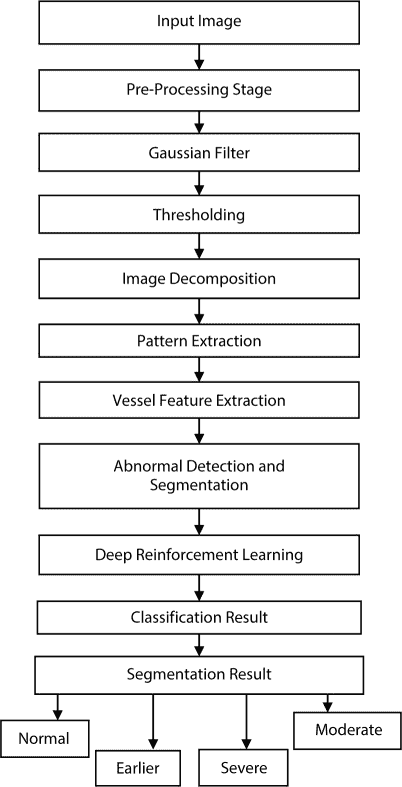 Input Image
Pre-Processing Stage
Gaussian Filter
Thresholding
Image Decomposition
Pattern Extraction
Vessel Feature Extraction
Abnormal Detection and
Segmentation
Deep Reinforcement Learning
Classification Result
Segmentation Result
Normal
Earlier
Severe
Moderate